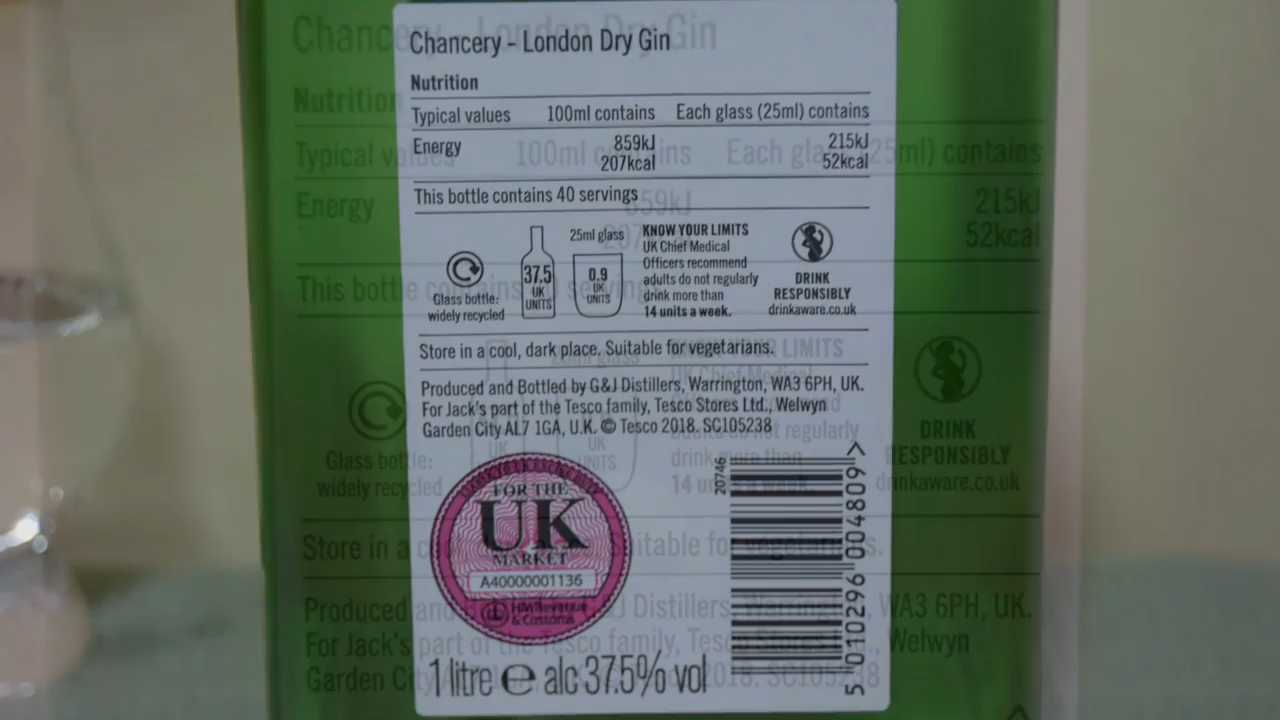 Chancery - London Dry Gin
Nutrition
Typical values 100ml contains Each glass (25ml) contains
Energy 859kJ 215kJ
207kcal 52kcal
This bottle contains 40 servings
Glass bottle:
widely recycled
37.5
UK
UNITS
25ml glass
0.9
UK
UNITS
KNOW YOUR LIMITS
UK Chief Medical
Officers recommend
adults do not regularly
drink more than
14 units a week.
DRINK
RESPONSIBLY
drinkaware.co.uk
Store in a cool, dark place. Suitable for vegetarians.
Produced and Bottled by G&J Distillers, Warrington, WA3 6PH, UK.
For Jack's part of the Tesco family, Tesco Stores Ltd., Welwyn
Garden City AL7 1GA, U.K. © Tesco 2018. SC105238
FOR THE
UK
MARKET
A40000001136
HM Revenue
& Customs
20746
5 010296 004809 >
1 litre ℮ alc 37.5% vol